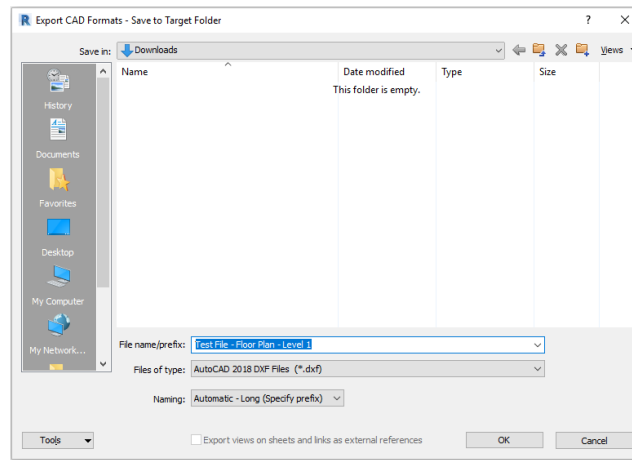 Export CAD Formats - Save to Target Folder
Save in: Downloads Views
Name Date modified Type Size
This folder is empty.
History
Documents
Favorites
Desktop
My Computer
My Network...
File name/prefix: Test File - Floor Plan - Level 1
Files of type: AutoCAD 2018 DXF Files (*.dxf)
Naming: Automatic - Long (Specify prefix)
Tools Export views on sheets and links as external references OK Cancel